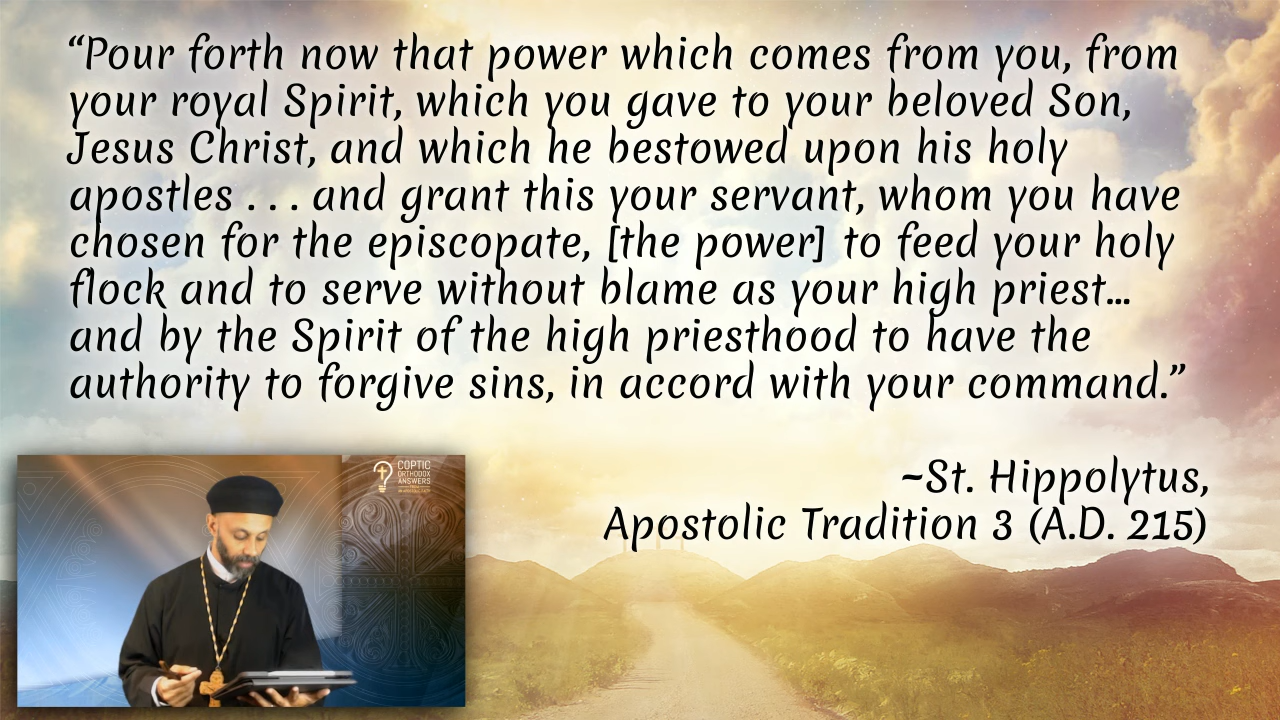 “Pour forth now that power which comes from you, from
your royal Spirit, which you gave to your beloved Son,
Jesus Christ, and which he bestowed upon his holy
apostles . . . and grant this your servant, whom you have
chosen for the episcopate, [the power] to feed your holy
flock and to serve without blame as your high priest...
and by the Spirit of the high priesthood to have the
authority to forgive sins, in accord with your command.”
~St. Hippolytus,
Apostolic Tradition 3 (A.D. 215)
COPTIC
ORTHODOX
ANSWERS